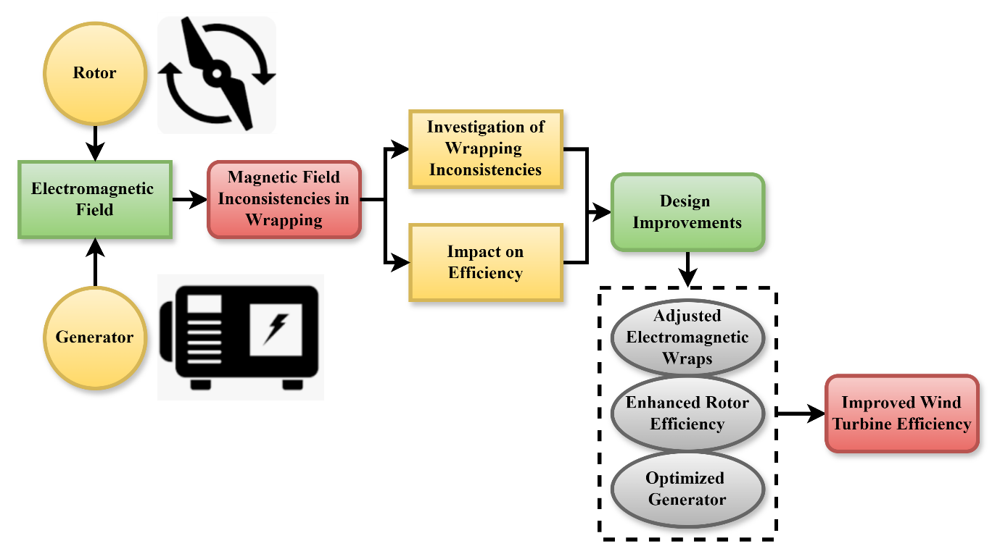 Rotor
Electromagnetic
Field
Generator
Magnetic Field
Inconsistencies in
Wrapping
Investigation of
Wrapping
Inconsistencies
Impact on
Efficiency
Design
Improvements
Adjusted
Electromagnetic
Wraps
Enhanced Rotor
Efficiency
Optimized
Generator
Improved Wind
Turbine Efficiency